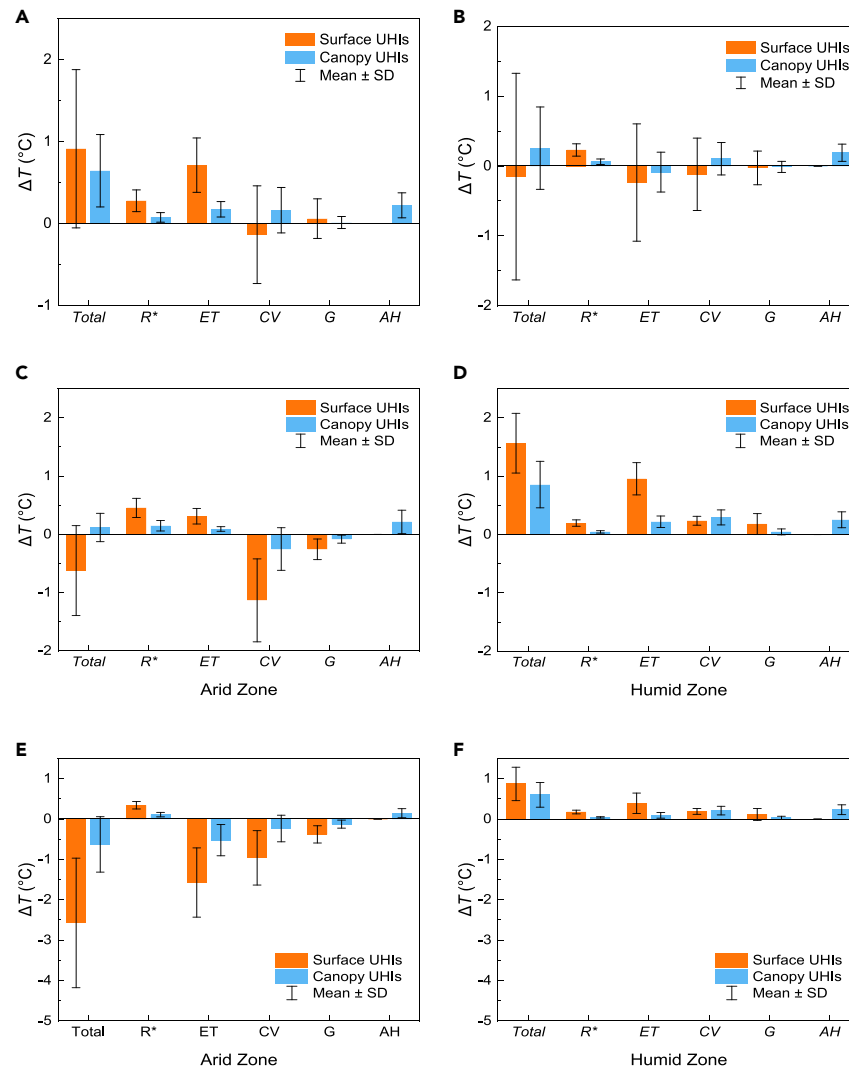 A
Surface UHIs
Canopy UHIs
Mean ± SD
ΔT (°C)
2
1
0
-1
Total R* ET CV G AH
B
Surface UHIs
Canopy UHIs
Mean ± SD
ΔT (°C)
2
1
0
-1
-2
Total R* ET CV G AH
C
Surface UHIs
Canopy UHIs
Mean ± SD
ΔT (°C)
2
1
0
-1
-2
Total R* ET CV G AH
Arid Zone
D
Surface UHIs
Canopy UHIs
Mean ± SD
ΔT (°C)
2
1
0
-1
-2
Total R* ET CV G AH
Humid Zone
E
ΔT (°C)
1
0
-1
-2
-3
-4
-5
Surface UHIs
Canopy UHIs
Mean ± SD
Total R* ET CV G AH
Arid Zone
F
ΔT (°C)
1
0
-1
-2
-3
-4
-5
Surface UHIs
Canopy UHIs
Mean ± SD
Total R* ET CV G AH
Humid Zone